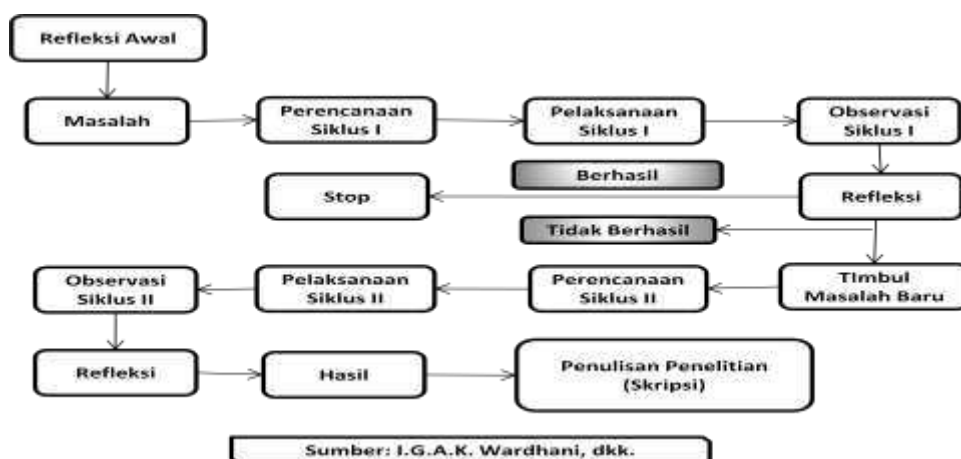 Refleksi Awal
Masalah
Perencanaan
Siklus I
Pelaksanaan
Siklus I
Observasi
Siklus I
Berhasil
Stop
Refleksi
Tidak Berhasil
Observasi
Siklus II
Pelaksanaan
Siklus II
Perencanaan
Siklus II
TImbul
Masalah Baru
Refleksi
Hasil
Penulisan Penelitian
(Skripsi)
Sumber: I.G.A.K. Wardhani, dkk.